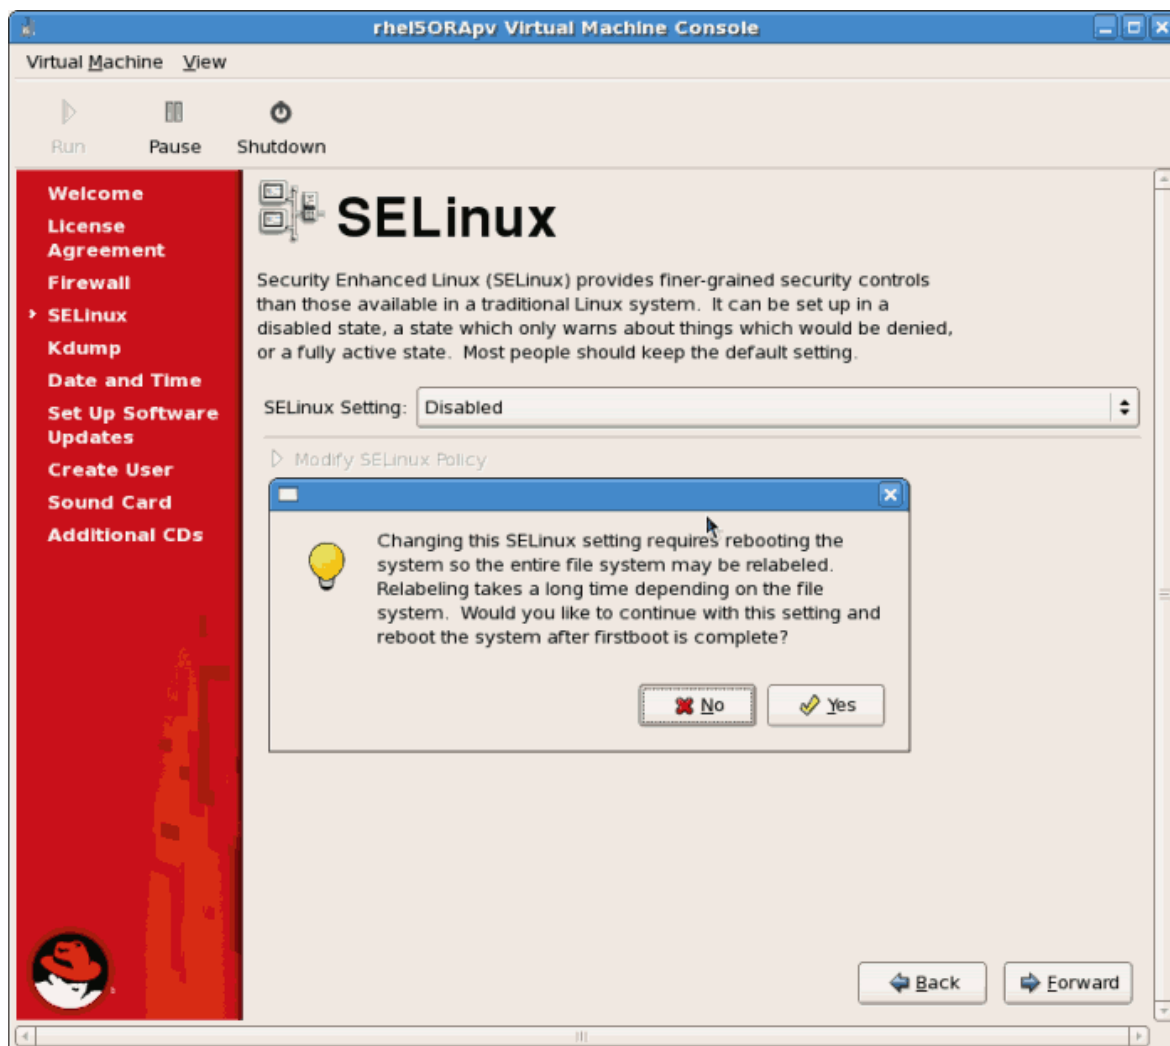 rhel5ORApv Virtual Machine Console
Virtual Machine View
Run Pause Shutdown
Welcome
License
Agreement
Firewall
SELinux
Kdump
Date and Time
Set Up Software
Updates
Create User
Sound Card
Additional CDs
SELinux
Security Enhanced Linux (SELinux) provides finer-grained security controls
than those available in a traditional Linux system. It can be set up in a
disabled state, a state which only warns about things which would be denied,
or a fully active state. Most people should keep the default setting.
SELinux Setting: Disabled
Modify SELinux Policy
Changing this SELinux setting requires rebooting the
system so the entire file system may be relabeled.
Relabeling takes a long time depending on the file
system. Would you like to continue with this setting and
reboot the system after firstboot is complete?
No Yes
Back Forward